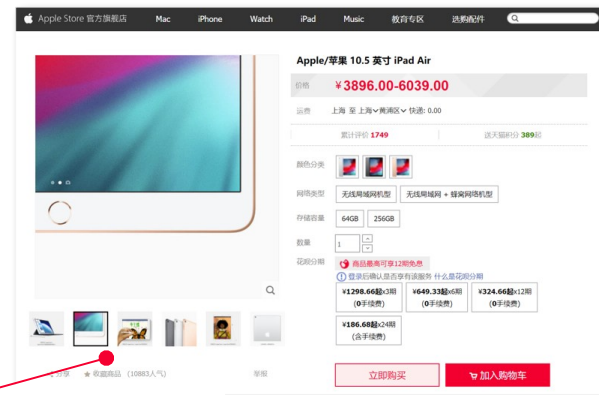 Apple Store 官方旗舰店 Mac iPhone Watch iPad Music 教育专区 选购配件
Apple/苹果 10.5 英寸 iPad Air
价格 ¥3896.00-6039.00
运费 上海 至 上海 黄浦区 快递: 0.00
累计评价 1749 送天猫积分 389起
颜色分类
网络类型 无线局域网机型 无线局域网 + 蜂窝网络机型
存储容量 64GB 256GB
数量 1
花呗分期 商品最高可享12期免息
登录后确认是否享有该服务 什么是花呗分期
¥1298.66起x3期 ¥649.33起x6期 ¥324.66起x12期
(0手续费) (0手续费) (0手续费)
¥186.68起x24期
(含手续费)
分享 收藏商品 (10883人气) 举报
立即购买 加入购物车